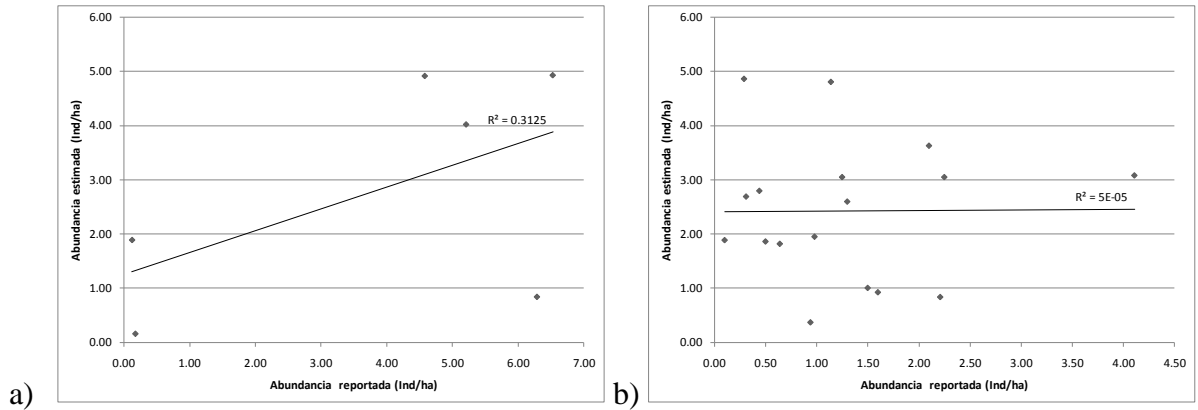 6.00
5.00
4.00
3.00
2.00
1.00
0.00
Abundancia estimada (Ind/ha)
R² = 0.3125
0.00 1.00 2.00 3.00 4.00 5.00 6.00 7.00
Abundancia reportada (Ind/ha)
a)
6.00
5.00
4.00
3.00
2.00
1.00
0.00
Abundancia estimada (Ind/ha)
R² = 5E-05
0.00 0.50 1.00 1.50 2.00 2.50 3.00 3.50 4.00 4.50
Abundancia reportada (Ind/ha)
b)